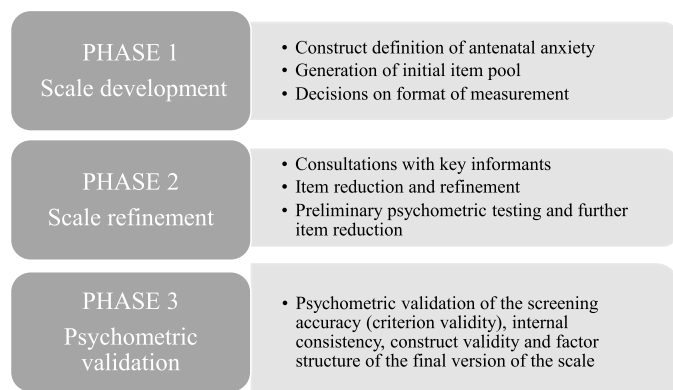 PHASE 1
Scale development
• Construct definition of antenatal anxiety
• Generation of initial item pool
• Decisions on format of measurement
PHASE 2
Scale refinement
• Consultations with key informants
• Item reduction and refinement
• Preliminary psychometric testing and further
item reduction
PHASE 3
Psychometric
validation
• Psychometric validation of the screening
accuracy (criterion validity), internal
consistency, construct validity and factor
structure of the final version of the scale